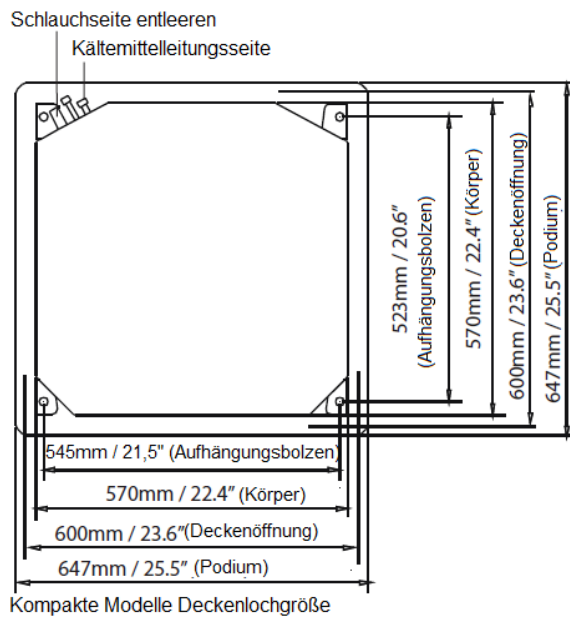 Schlauchseite entleeren
Kältemittelleitungsseite
523mm / 20.6"
(Aufhängungsbolzen)
570mm / 22.4" (Körper)
600mm / 23.6" (Deckenöffnung)
647mm / 25.5" (Podium)
545mm / 21,5" (Aufhängungsbolzen)
570mm / 22.4" (Körper)
600mm / 23.6"(Deckenöffnung)
647mm / 25.5" (Podium)
Kompakte Modelle Deckenlochgröße